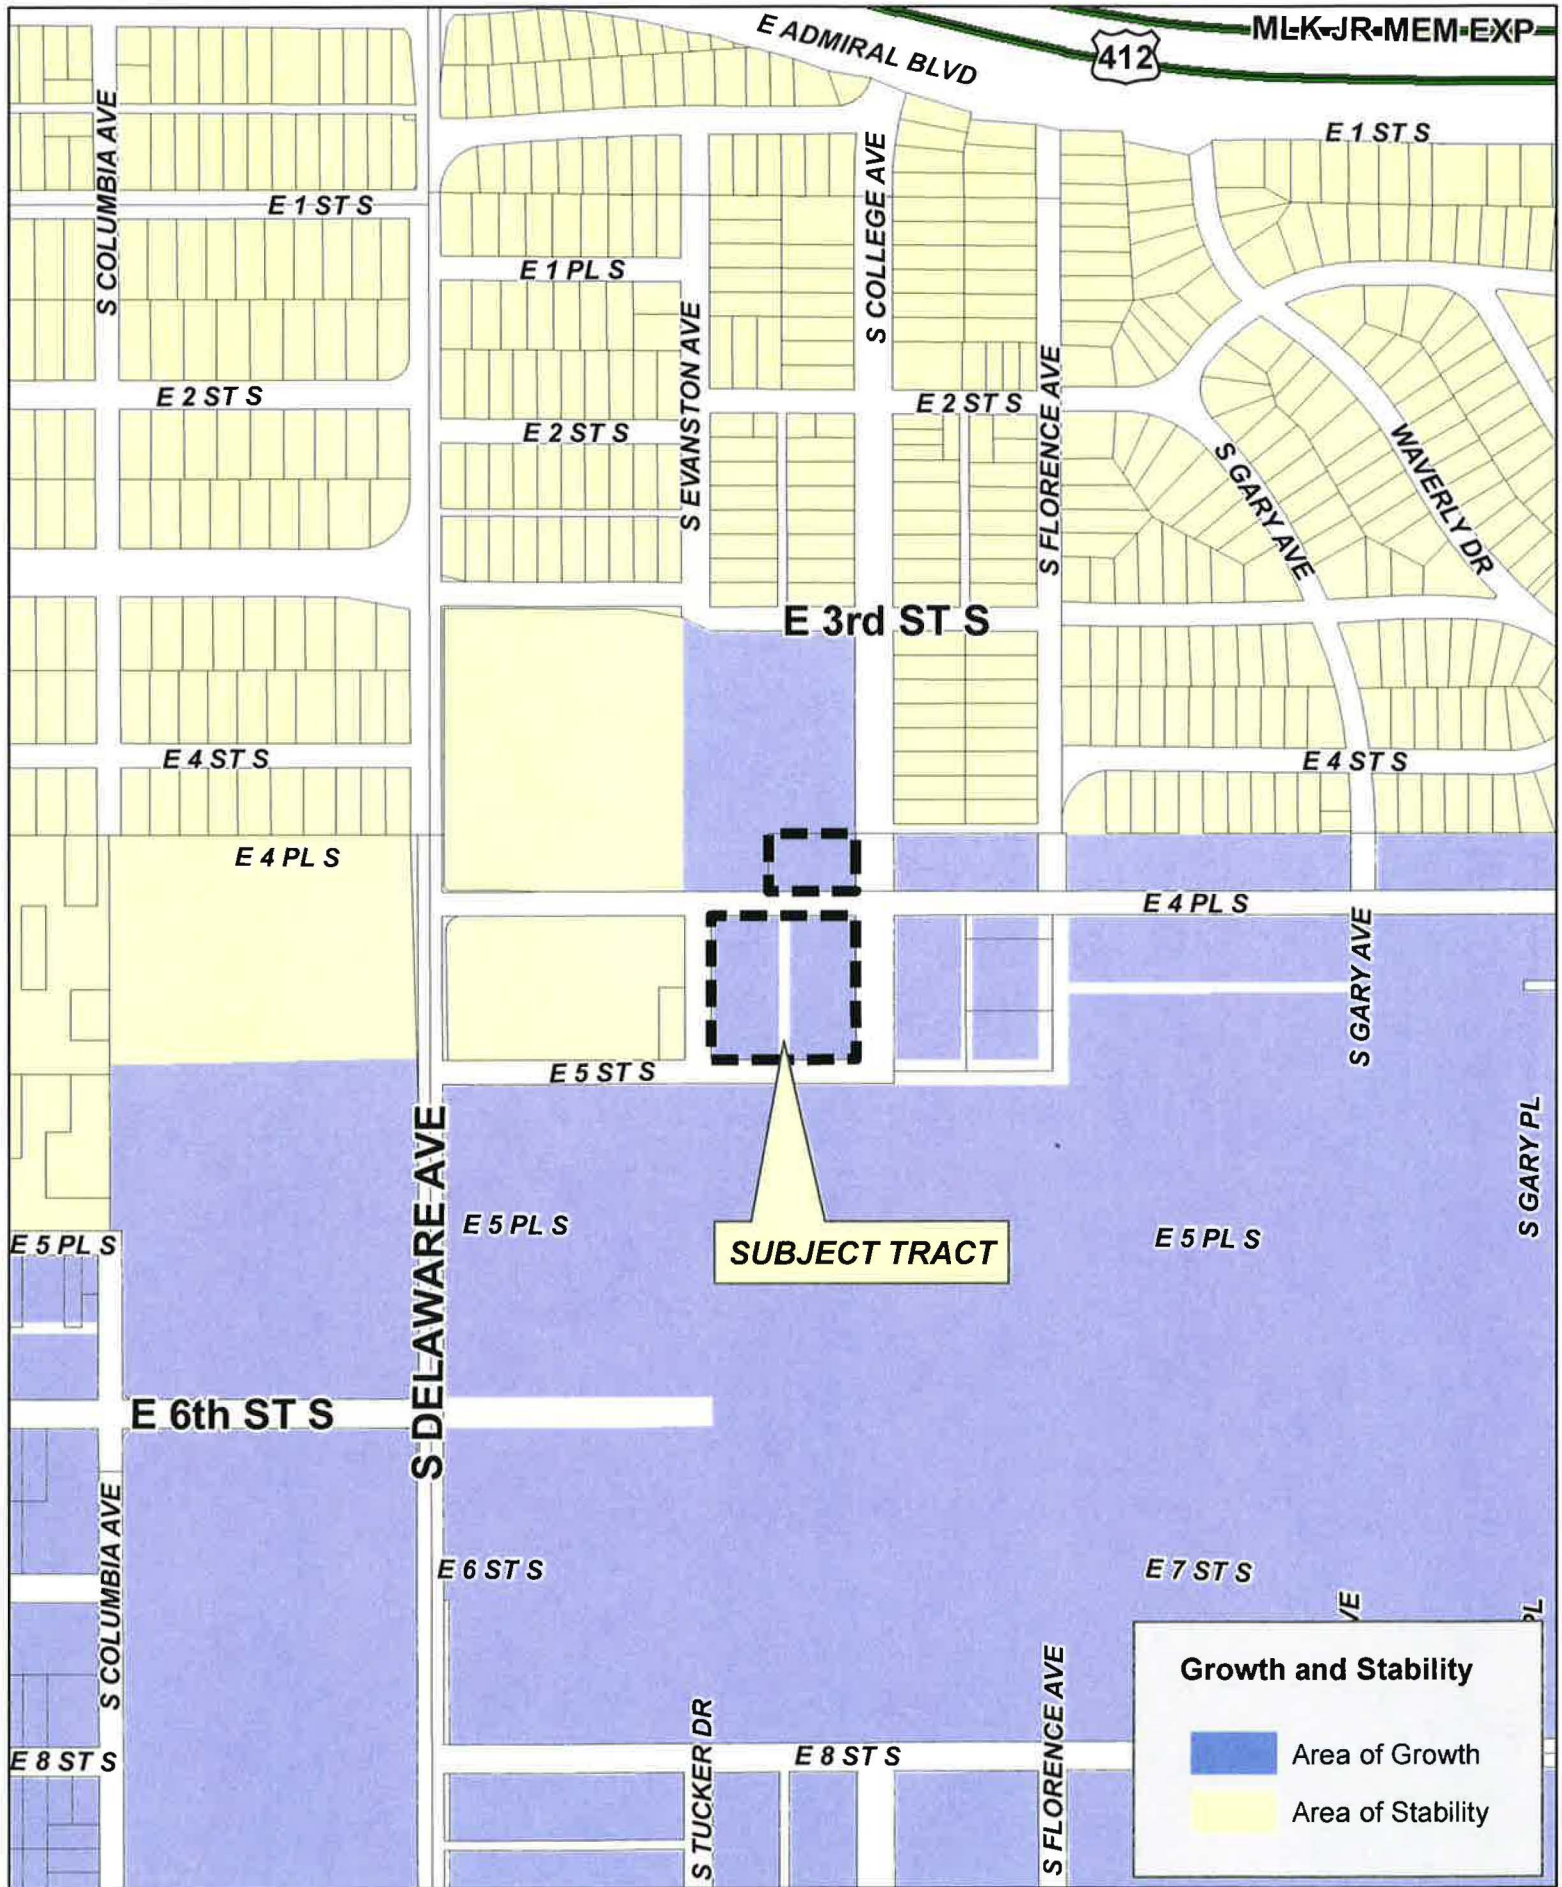 E ADMIRAL BLVD
MLK JR MEM EXP
412
S COLUMBIA AVE
E 1 ST S
E 1 ST S
S COLLEGE AVE
E 1 PL S
S EVANSTON AVE
S FLORENCE AVE
E 2 ST S
E 2 ST S
E 2 ST S
S GARY AVE
WAVERLY DR
E 3rd ST S
E 4 ST S
E 4 ST S
E 4 PL S
E 4 PL S
S GARY AVE
E 5 ST S
S DELAWARE AVE
S GARY PL
E 5 PL S
E 5 PL S
E 5 PL S
SUBJECT TRACT
E 6th ST S
S COLUMBIA AVE
E 6 ST S
E 7 ST S
VE
PL
S TUCKER DR
S FLORENCE AVE
E 8 ST S
E 8 ST S
Growth and Stability
Area of Growth
Area of Stability